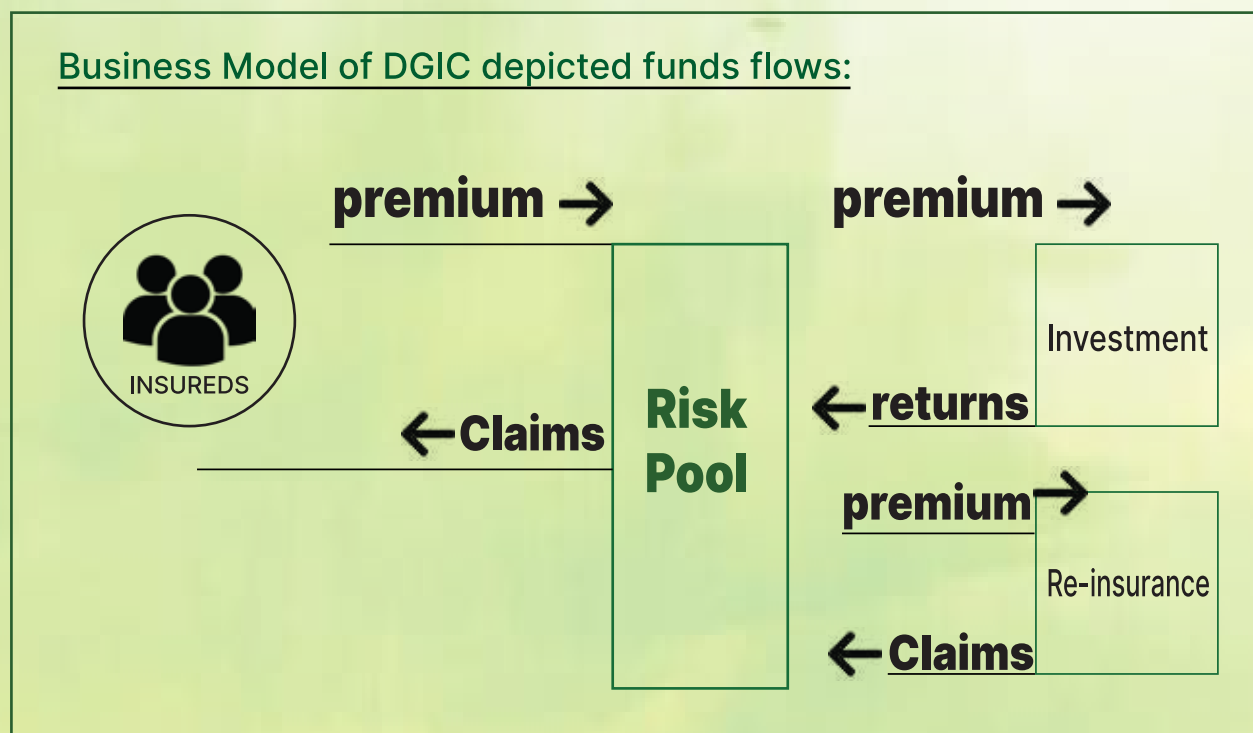 Business Model of DGIC depicted funds flows:
premium →
premium →
INSUREDS
Investment
←returns
←Claims
Risk
Pool
premium→
Re-insurance
←Claims